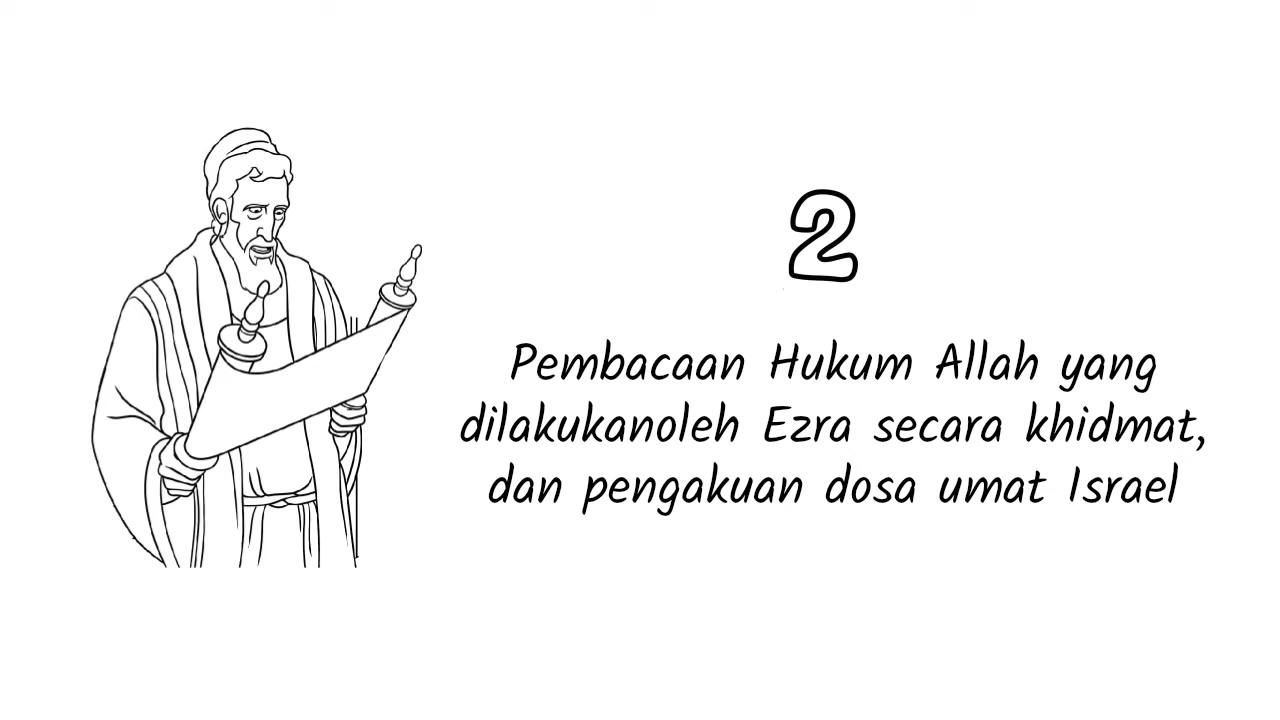 2
Pembacaan Hukum Allah yang
dilakukanoleh Ezra secara khidmat,
dan pengakuan dosa umat Israel